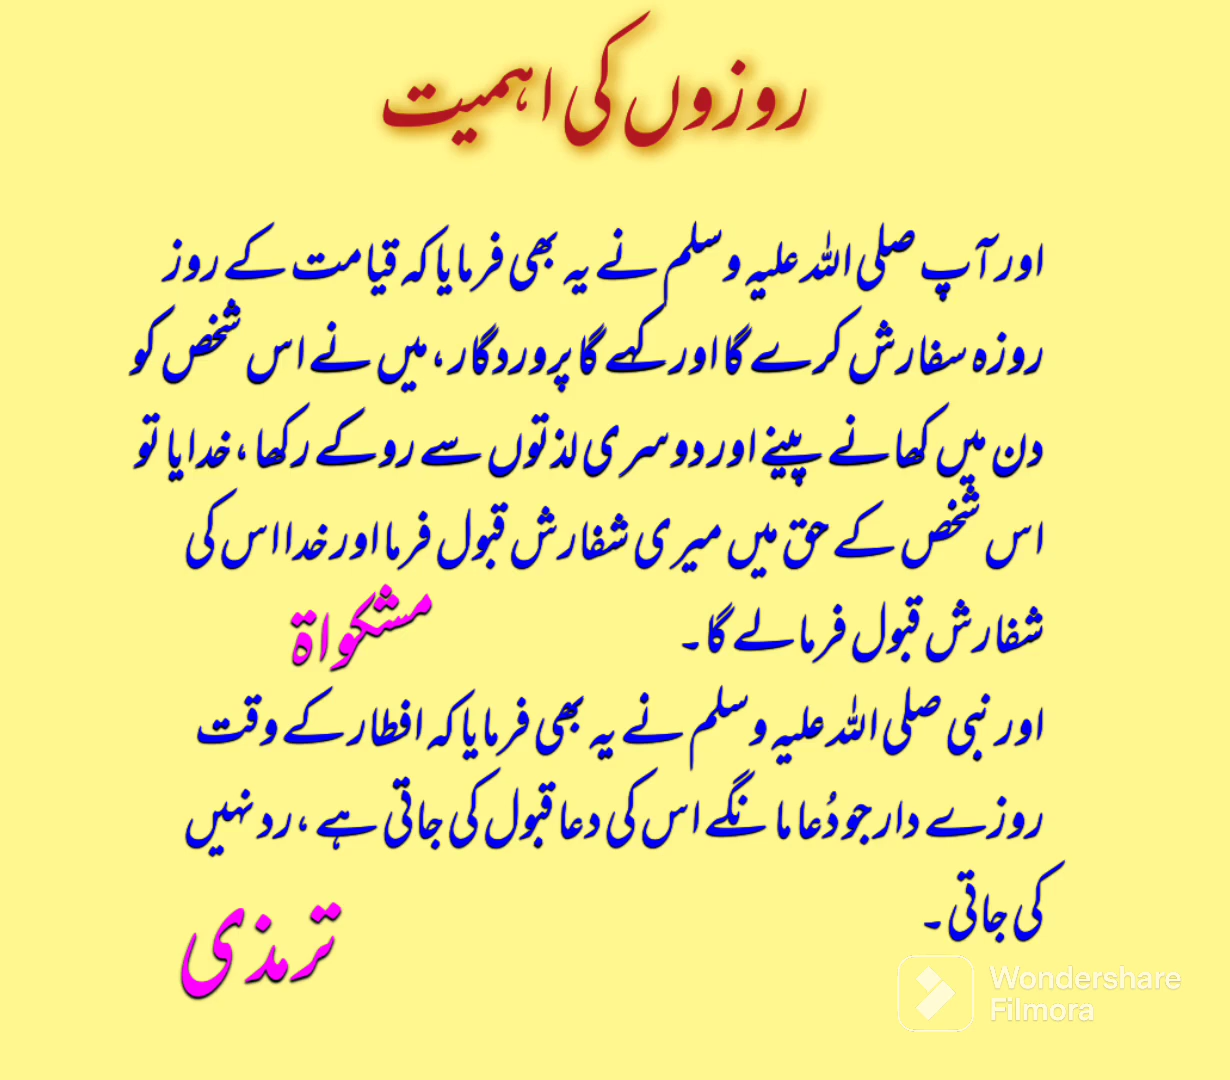 روزوں کی اہمیت
اور آپ صلی اللہ علیہ وسلم نے یہ بھی فرمایا کہ قیامت کے روز
روزہ سفارش کرے گا اور کہے گا پروردگار، میں نے اس شخص کو
دن میں کھانے پینے اور دوسری لذتوں سے روکے رکھا، خدایا تو
اس شخص کے حق میں میری شفارش قبول فرما اور خدا اس کی
شفارش قبول فرمالے گا۔
مشکواۃ
اور نبی صلی اللہ علیہ وسلم نے یہ بھی فرمایا کہ افطار کے وقت
روزے دار جو دُعا مانگے اس کی دعا قبول کی جاتی ہے، رد نہیں
کی جاتی۔
ترمذی
Wondershare
Filmora